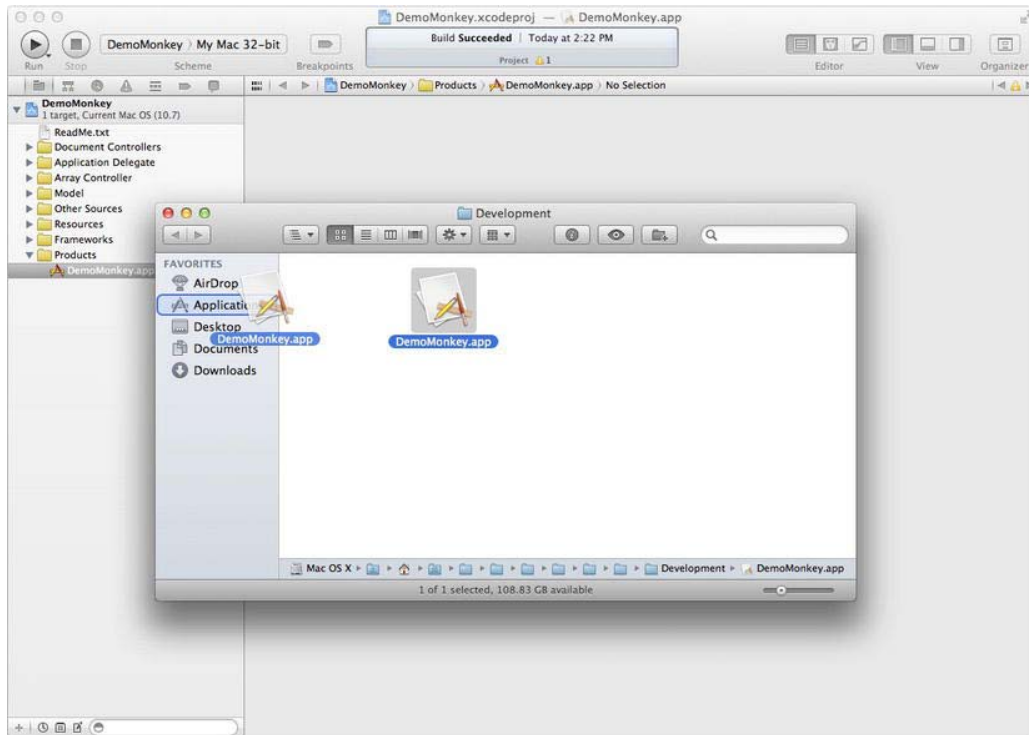 DemoMonkey.xcodeproj — DemoMonkey.app
Run
Stop
DemoMonkey 〉 My Mac 32-bit
Scheme
Breakpoints
Build Succeeded | Today at 2:22 PM
Project 1
Editor
View
Organizer
DemoMonkey 〉 Products 〉 DemoMonkey.app 〉 No Selection
DemoMonkey
1 target, Current Mac OS (10.7)
ReadMe.txt
Document Controllers
Application Delegate
Array Controller
Model
Other Sources
Resources
Frameworks
Products
DemoMonkey.app
Development
FAVORITES
AirDrop
Desktop
DemoMonkey.app
Documents
Downloads
DemoMonkey.app
Mac OS X
Development
DemoMonkey.app
1 of 1 selected, 108.83 GB available